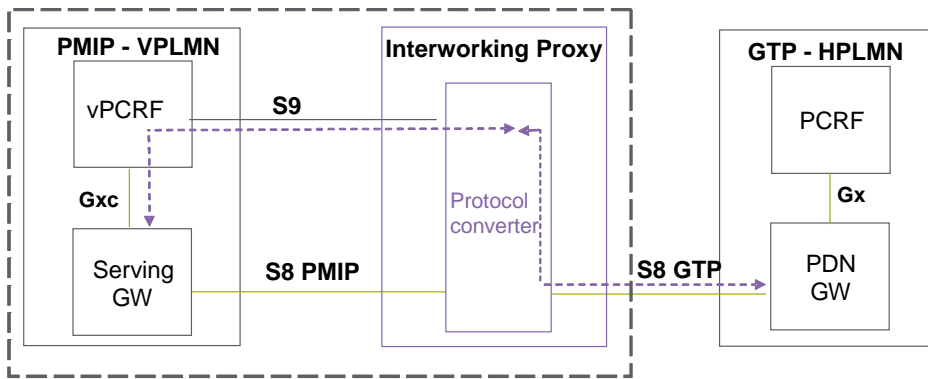 PMIP - VPLMN
Interworking Proxy
GTP - HPLMN
vPCRF
S9
PCRF
Gxc
Protocol
converter
Gx
Serving
GW
S8 PMIP
S8 GTP
PDN
GW